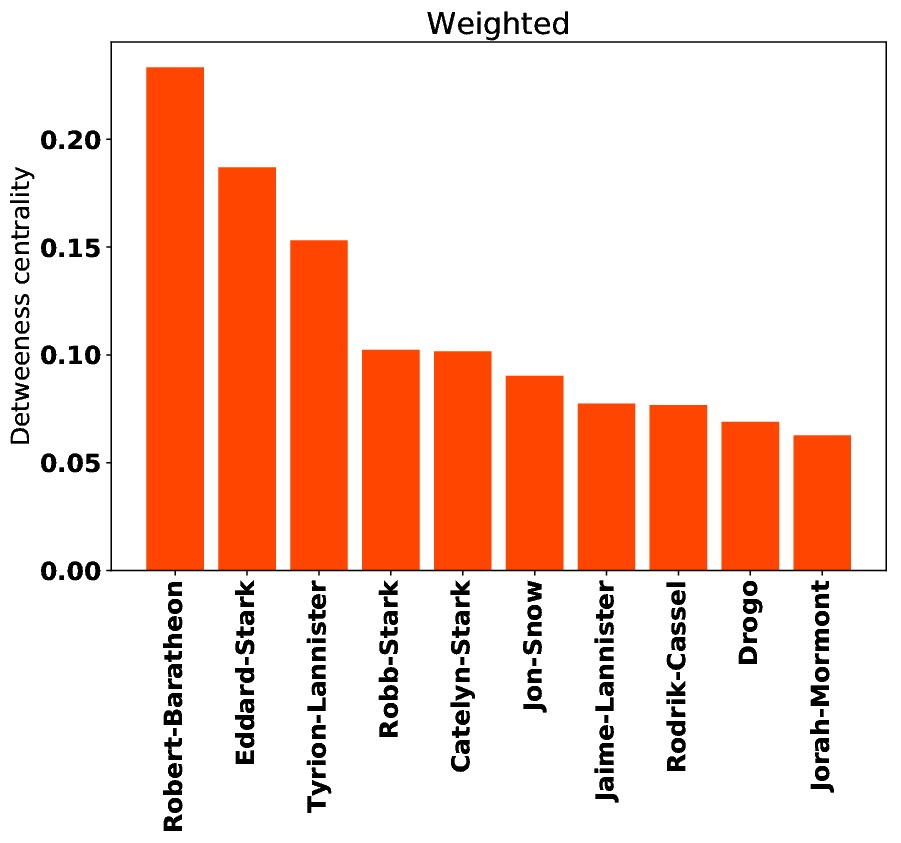 Weighted
Detweeness centrality
0.20
0.15
0.10
0.05
0.00
Robert-Baratheon
Eddard-Stark
Tyrion-Lannister
Robb-Stark
Catelyn-Stark
Jon-Snow
Jaime-Lannister
Rodrik-Cassel
Drogo
Jorah-Mormont